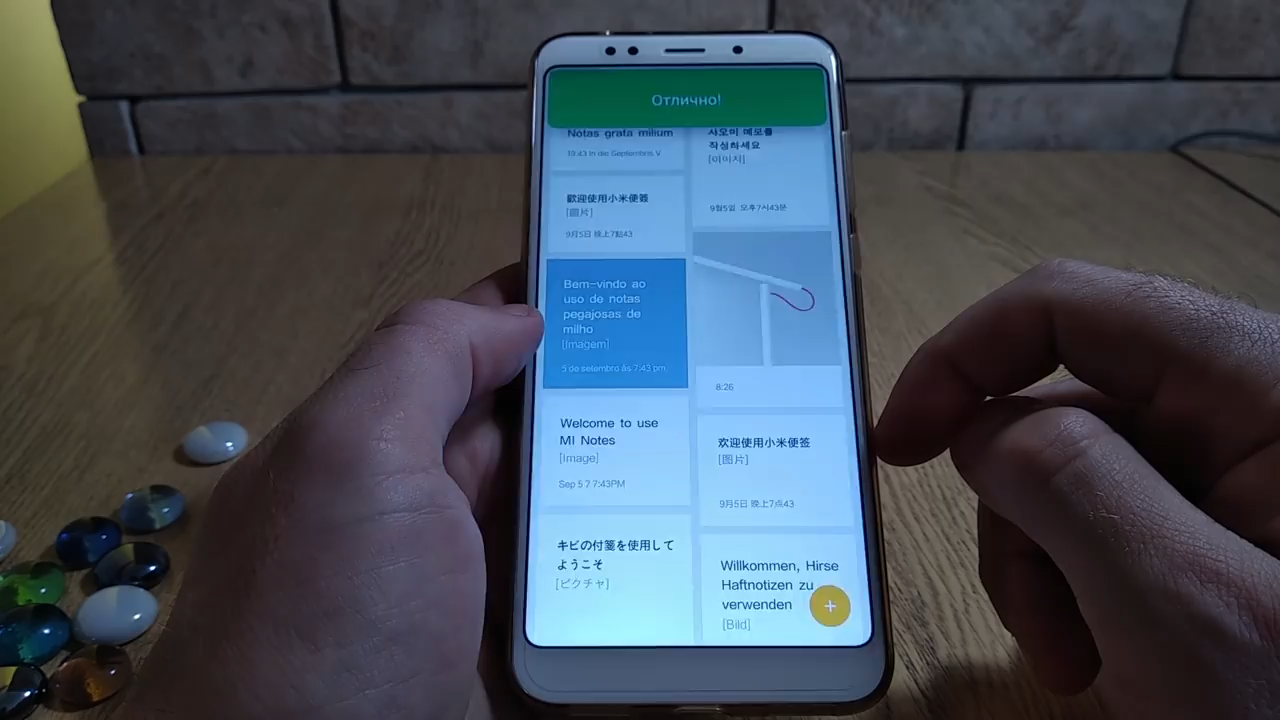 Отлично!
Notas grata milium
19:43 in die Septembris V
歡迎使用小米便簽
[圖片]
9月5日 晚上7點43
Bem-vindo ao
uso de notas
pegajosas de
milho
[Imagem]
5 de setembro às 7:43 pm
Welcome to use
MI Notes
[Image]
Sep 5 7 7:43PM
キビの付箋を使用して
ようこそ
[ピクチャ]
샤오미 메모를
작성하세요
[이미지]
9월5일 오후7시43분
8:26
欢迎使用小米便签
[图片]
9月5日 晚上7点43
Willkommen, Hirse
Haftnotizen zu
verwenden
[Bild]
+